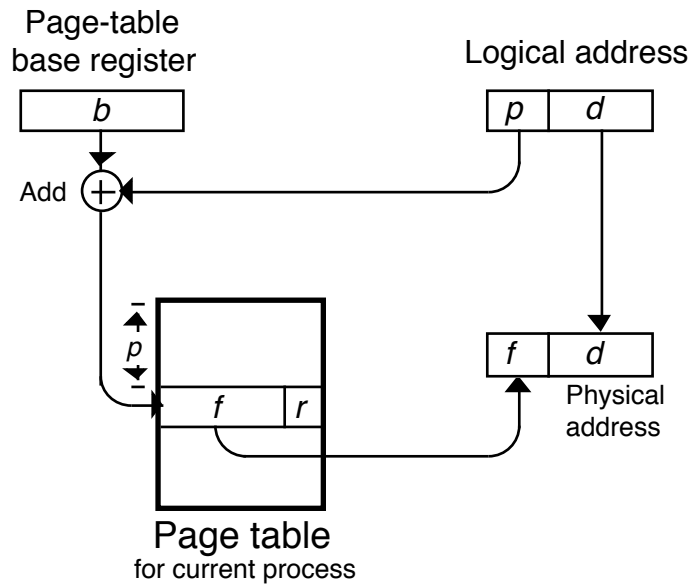 Page-table
base register
Logical address
b
p d
Add
p
f r
f d
Physical
address
Page table
for current process